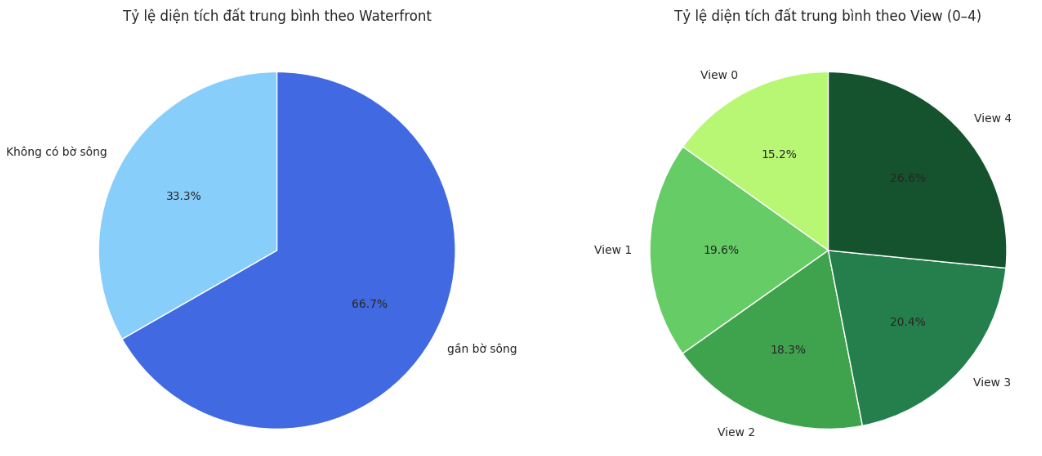 Tỷ lệ diện tích đất trung bình theo Waterfront
Không có bờ sông
33.3%
66.7%
gần bờ sông
Tỷ lệ diện tích đất trung bình theo View (0–4)
View 0
View 4
15.2%
26.6%
View 1
19.6%
20.4%
18.3%
View 3
View 2